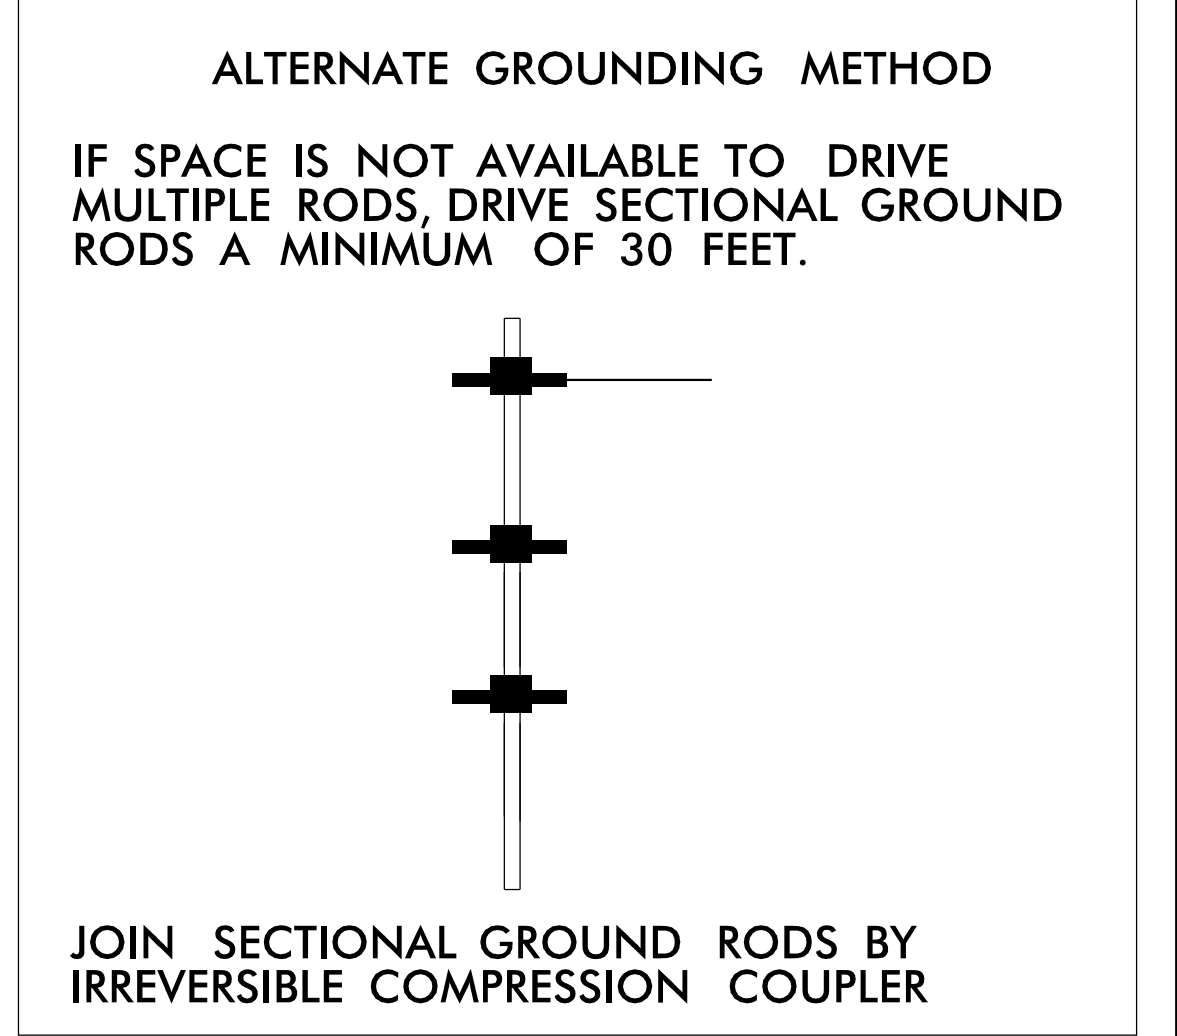 ALTERNATE GROUNDING METHOD
IF SPACE IS NOT AVAILABLE TO DRIVE
MULTIPLE RODS, DRIVE SECTIONAL GROUND
RODS A MINIMUM OF 30 FEET.
JOIN SECTIONAL GROUND RODS BY
IRREVERSIBLE COMPRESSION COUPLER